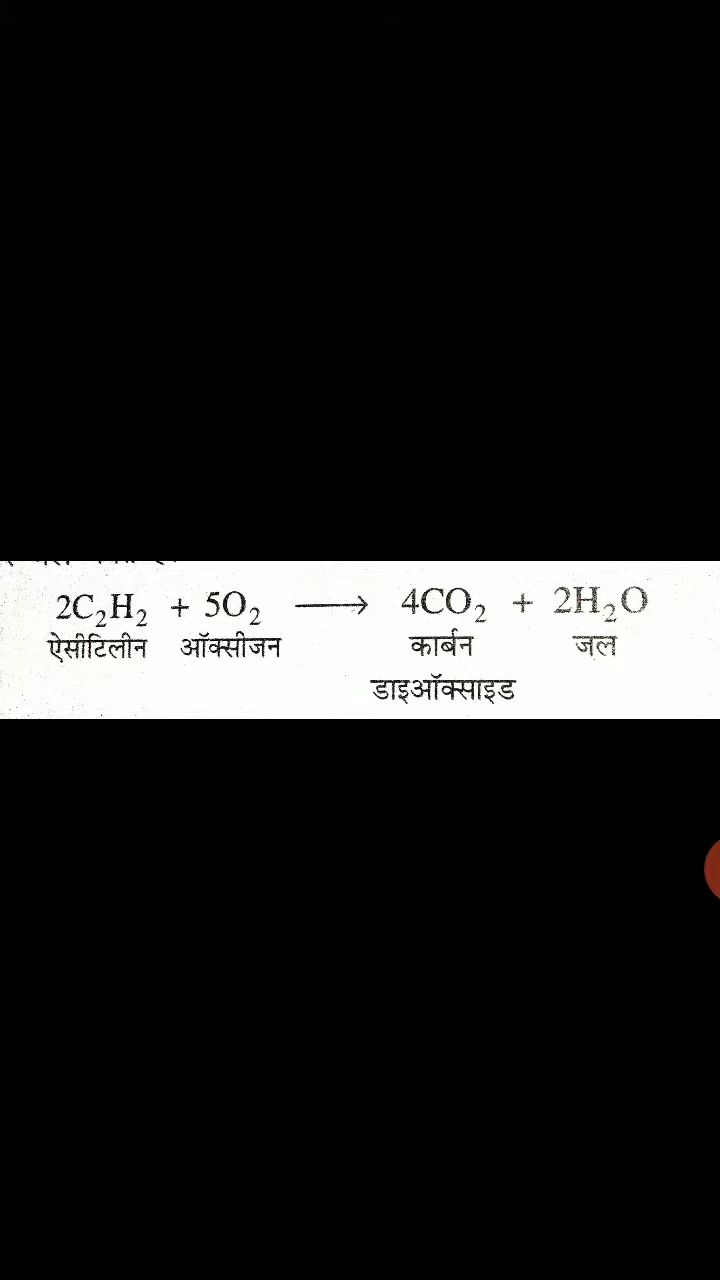 2C₂H₂ + 5O₂ ⟶ 4CO₂ + 2H₂O
ऐसीटिलीन ऑक्सीजन कार्बन जल
डाइऑक्साइड